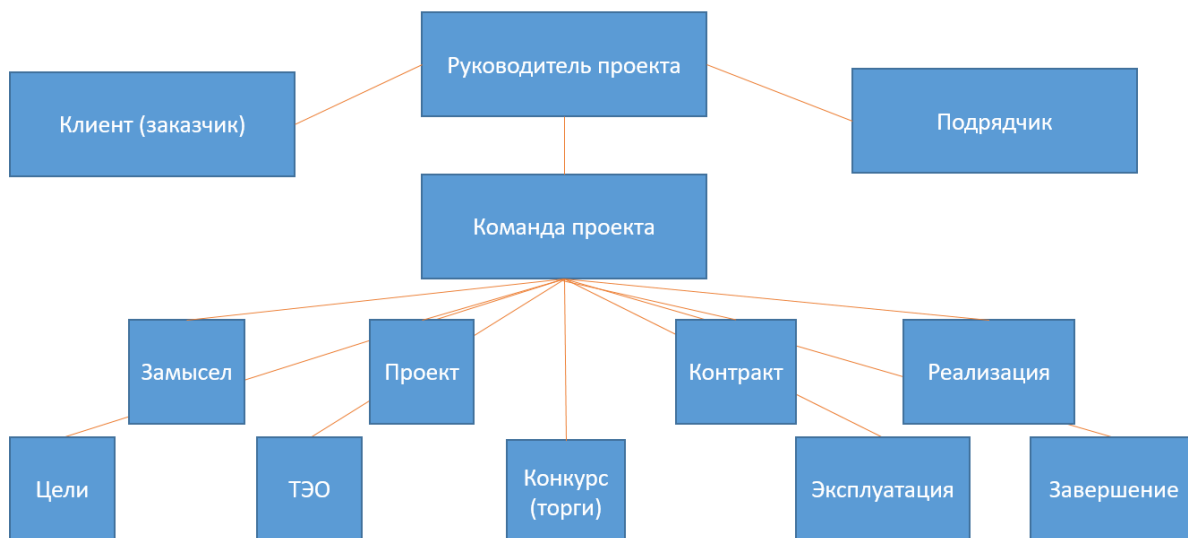 Руководитель проекта
Клиент (заказчик)
Подрядчик
Команда проекта
Замысел
Проект
Контракт
Реализация
Цели
ТЭО
Конкурс
(торги)
Эксплуатация
Завершение